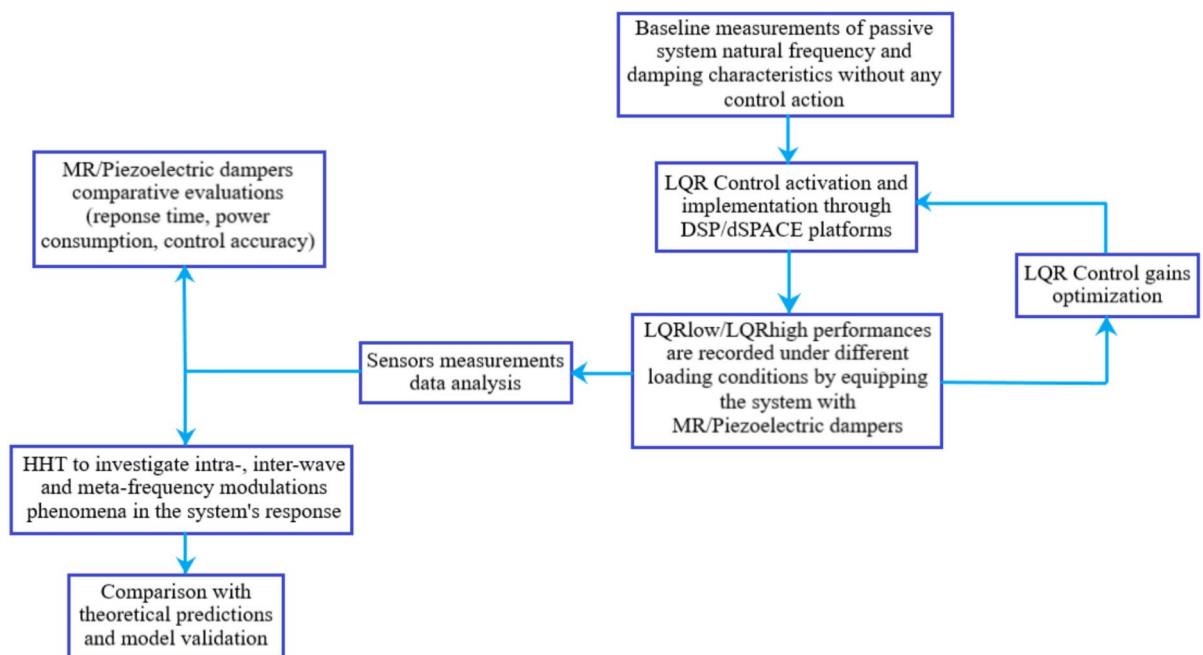 Baseline measurements of passive
system natural frequency and
damping characteristics without any
control action
MR/Piezoelectric dampers
comparative evaluations
(reponse time, power
consumption, control accuracy)
LQR Control activation and
implementation through
DSP/dSPACE platforms
LQR Control gains
optimization
LQRlow/LQRhigh performances
are recorded under different
loading conditions by equipping
the system with
MR/Piezoelectric dampers
Sensors measurements
data analysis
HHT to investigate intra-, inter-wave
and meta-frequency modulations
phenomena in the system's response
Comparison with
theoretical predictions
and model validation